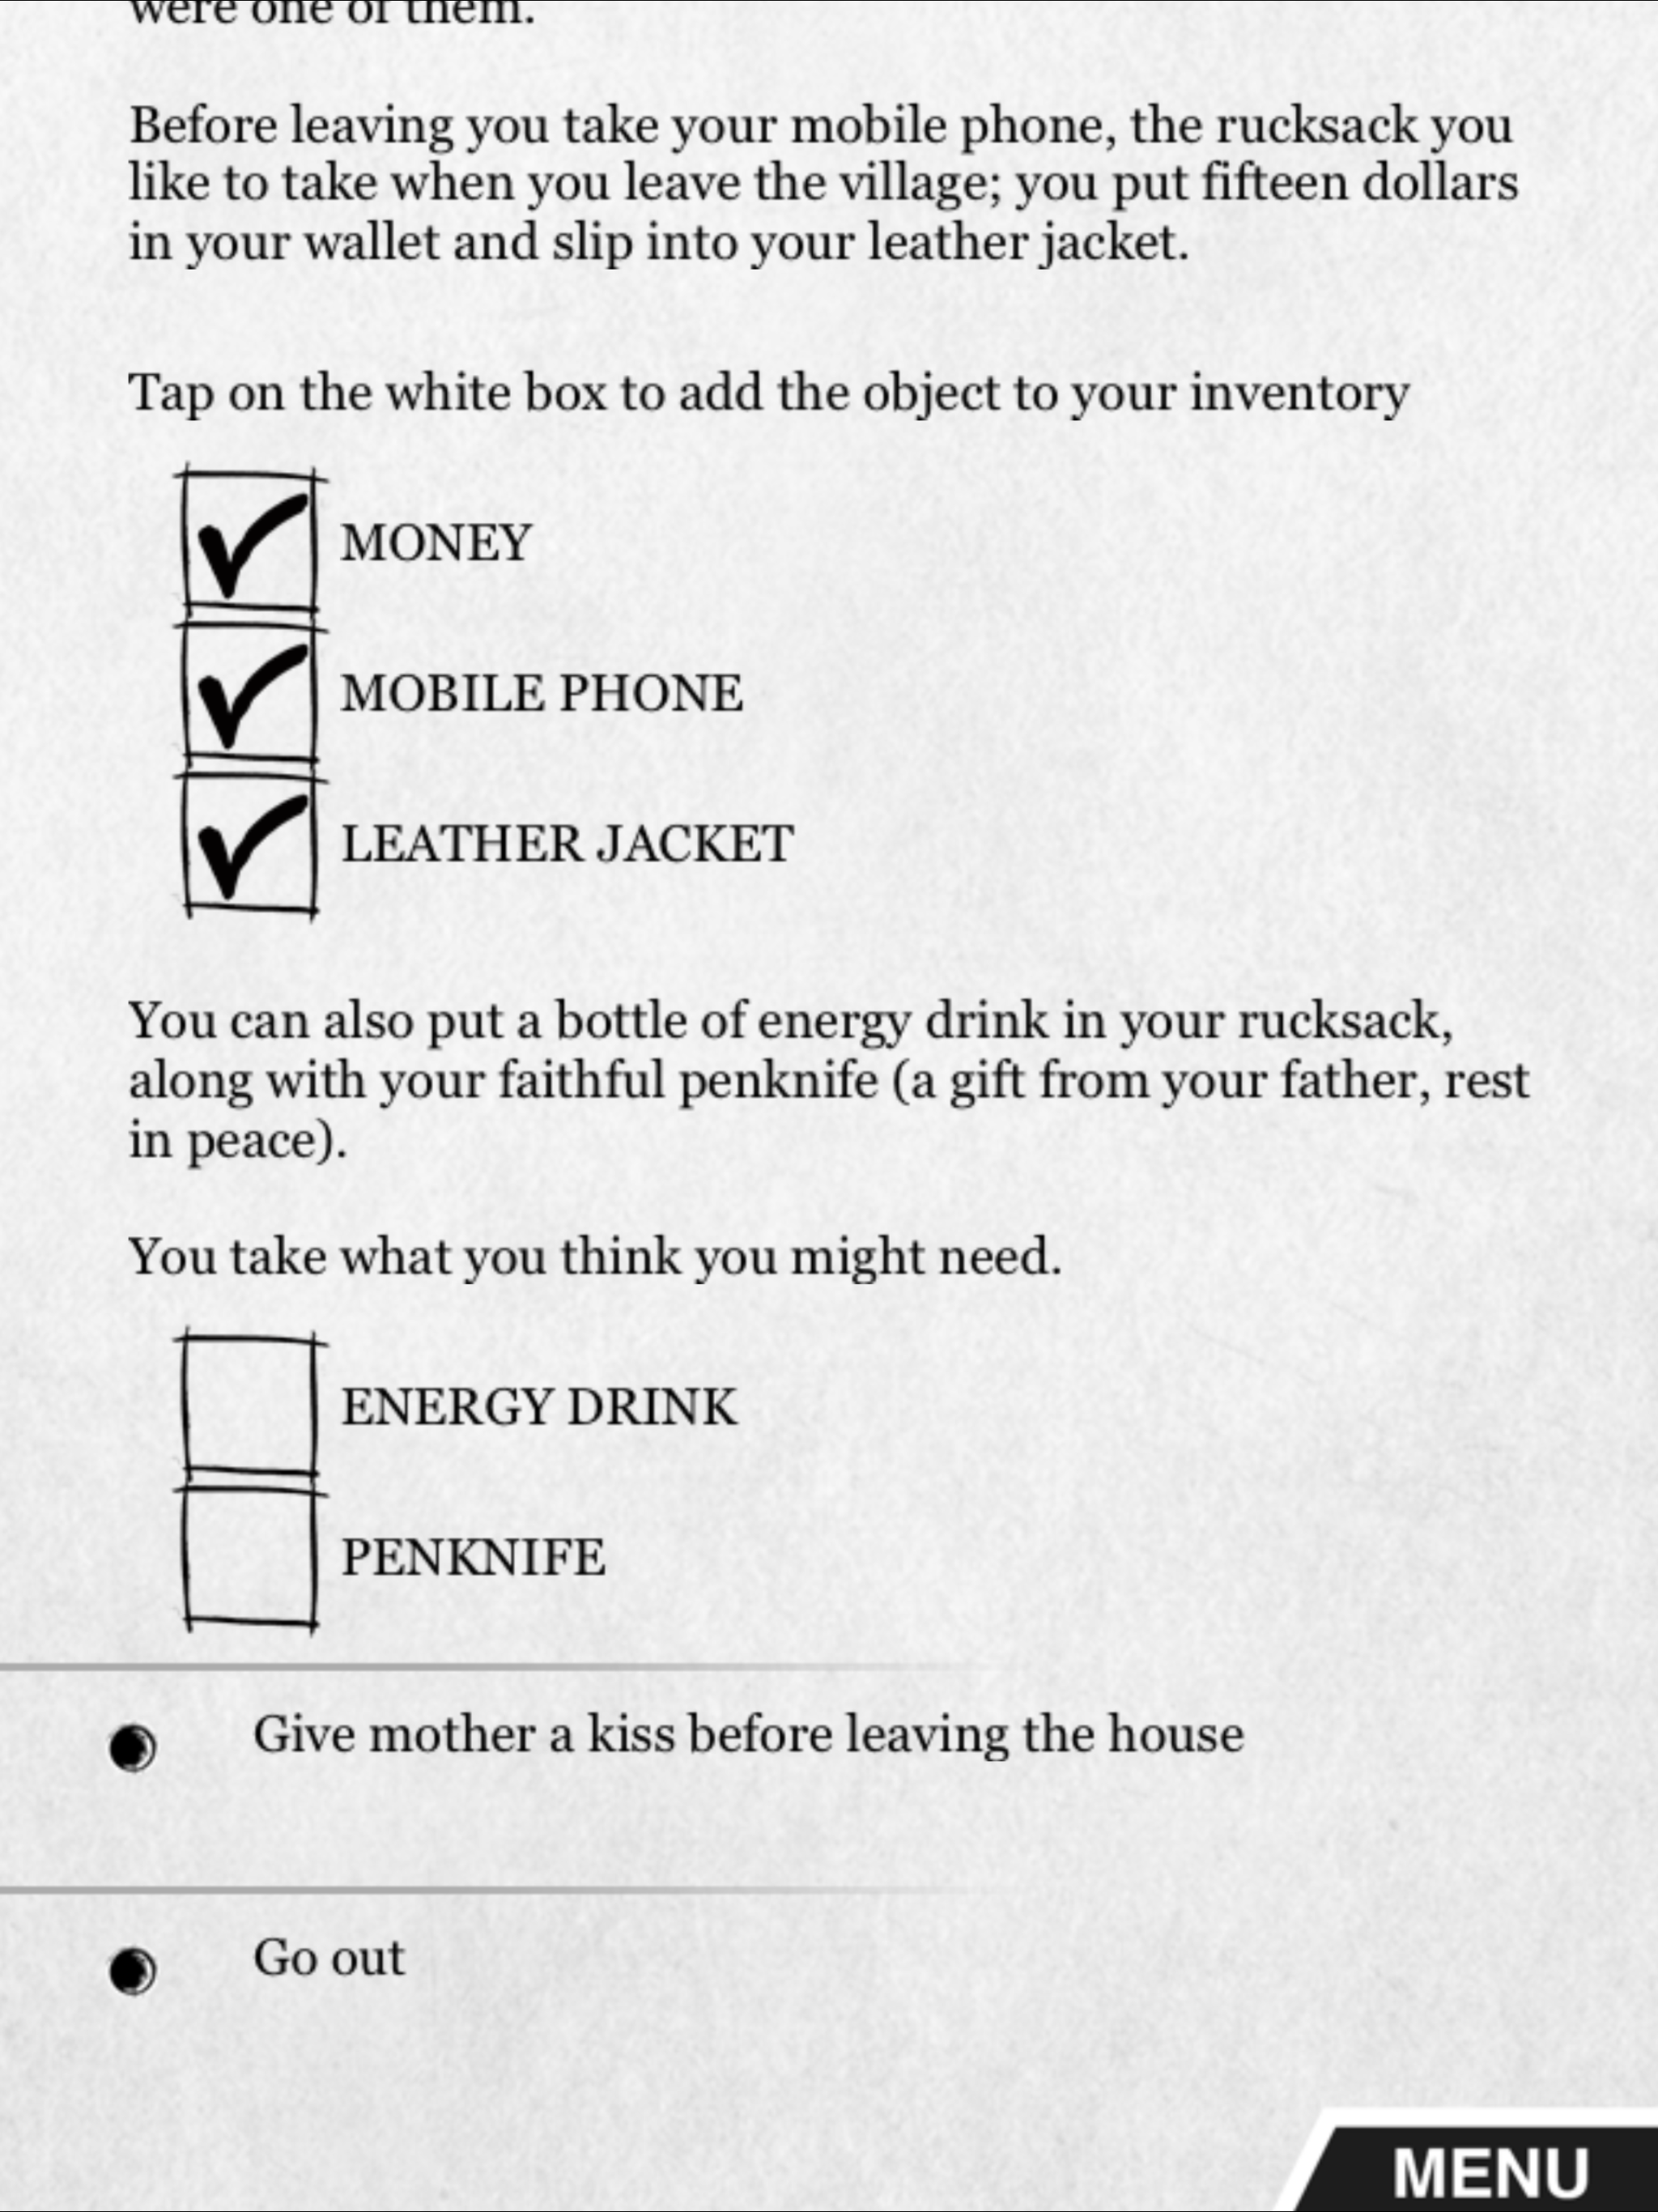 were one of them.
Before leaving you take your mobile phone, the rucksack you
like to take when you leave the village; you put fifteen dollars
in your wallet and slip into your leather jacket.
Tap on the white box to add the object to your inventory
MONEY
MOBILE PHONE
LEATHER JACKET
You can also put a bottle of energy drink in your rucksack,
along with your faithful penknife (a gift from your father, rest
in peace).
You take what you think you might need.
ENERGY DRINK
PENKNIFE
Give mother a kiss before leaving the house
Go out
MENU